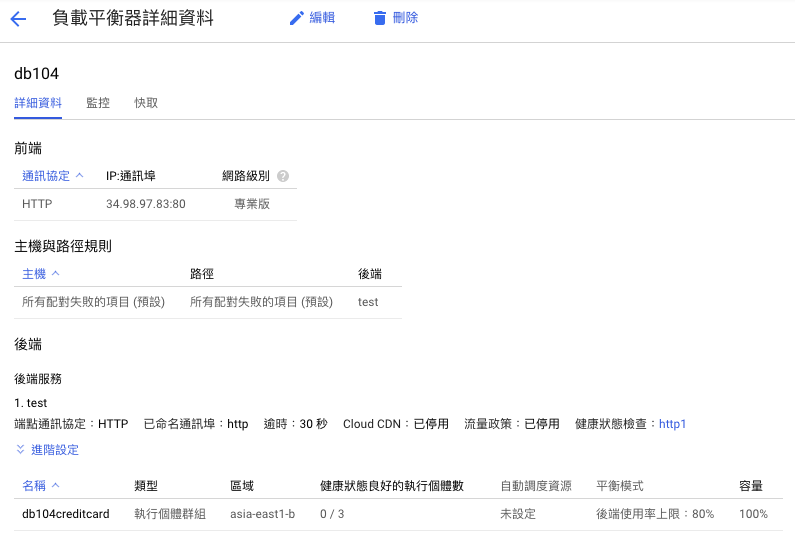 負載平衡器詳細資料 編輯 刪除
db104
詳細資料 監控 快取
前端
通訊協定 IP:通訊埠 網路級別
HTTP 34.98.97.83:80 專業版
主機與路徑規則
主機 路徑 後端
所有配對失敗的項目 (預設) 所有配對失敗的項目 (預設) test
後端
後端服務
1. test
端點通訊協定：HTTP 已命名通訊埠：http 逾時：30 秒 Cloud CDN：已停用 流量政策：已停用 健康狀態檢查：http1
進階設定
名稱 類型 區域 健康狀態良好的執行個體數 自動調度資源 平衡模式 容量
db104creditcard 執行個體群組 asia-east1-b 0 / 3 未設定 後端使用率上限：80% 100%